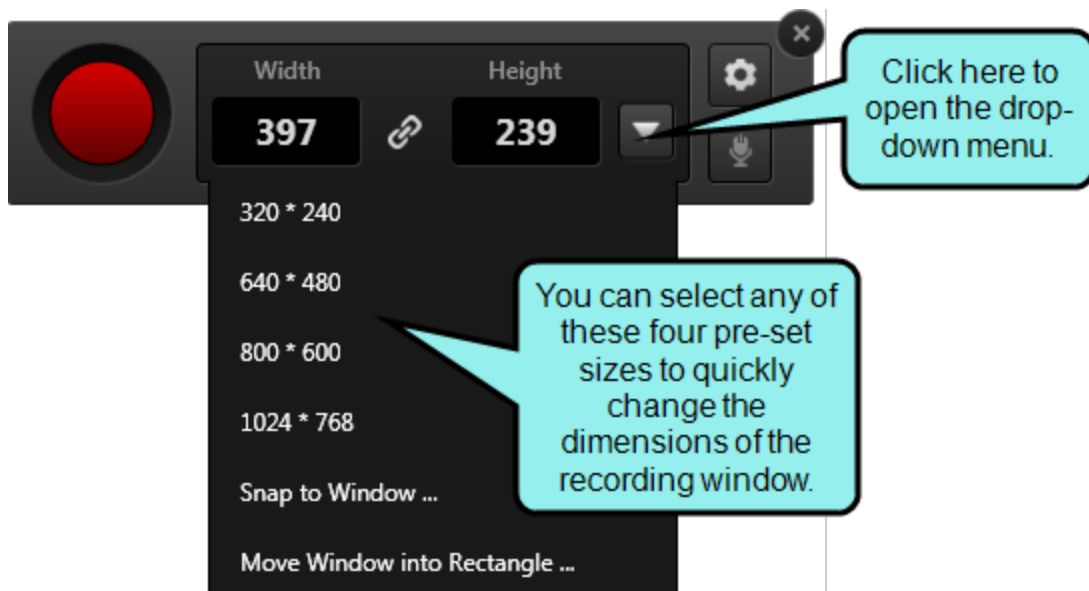 Width
Height
397
239
Click here to
open the drop-
down menu.
320 * 240
640 * 480
800 * 600
1024 * 768
Snap to Window ...
Move Window into Rectangle ...
You can select any of
these four pre-set
sizes to quickly
change the
dimensions of the
recording window.